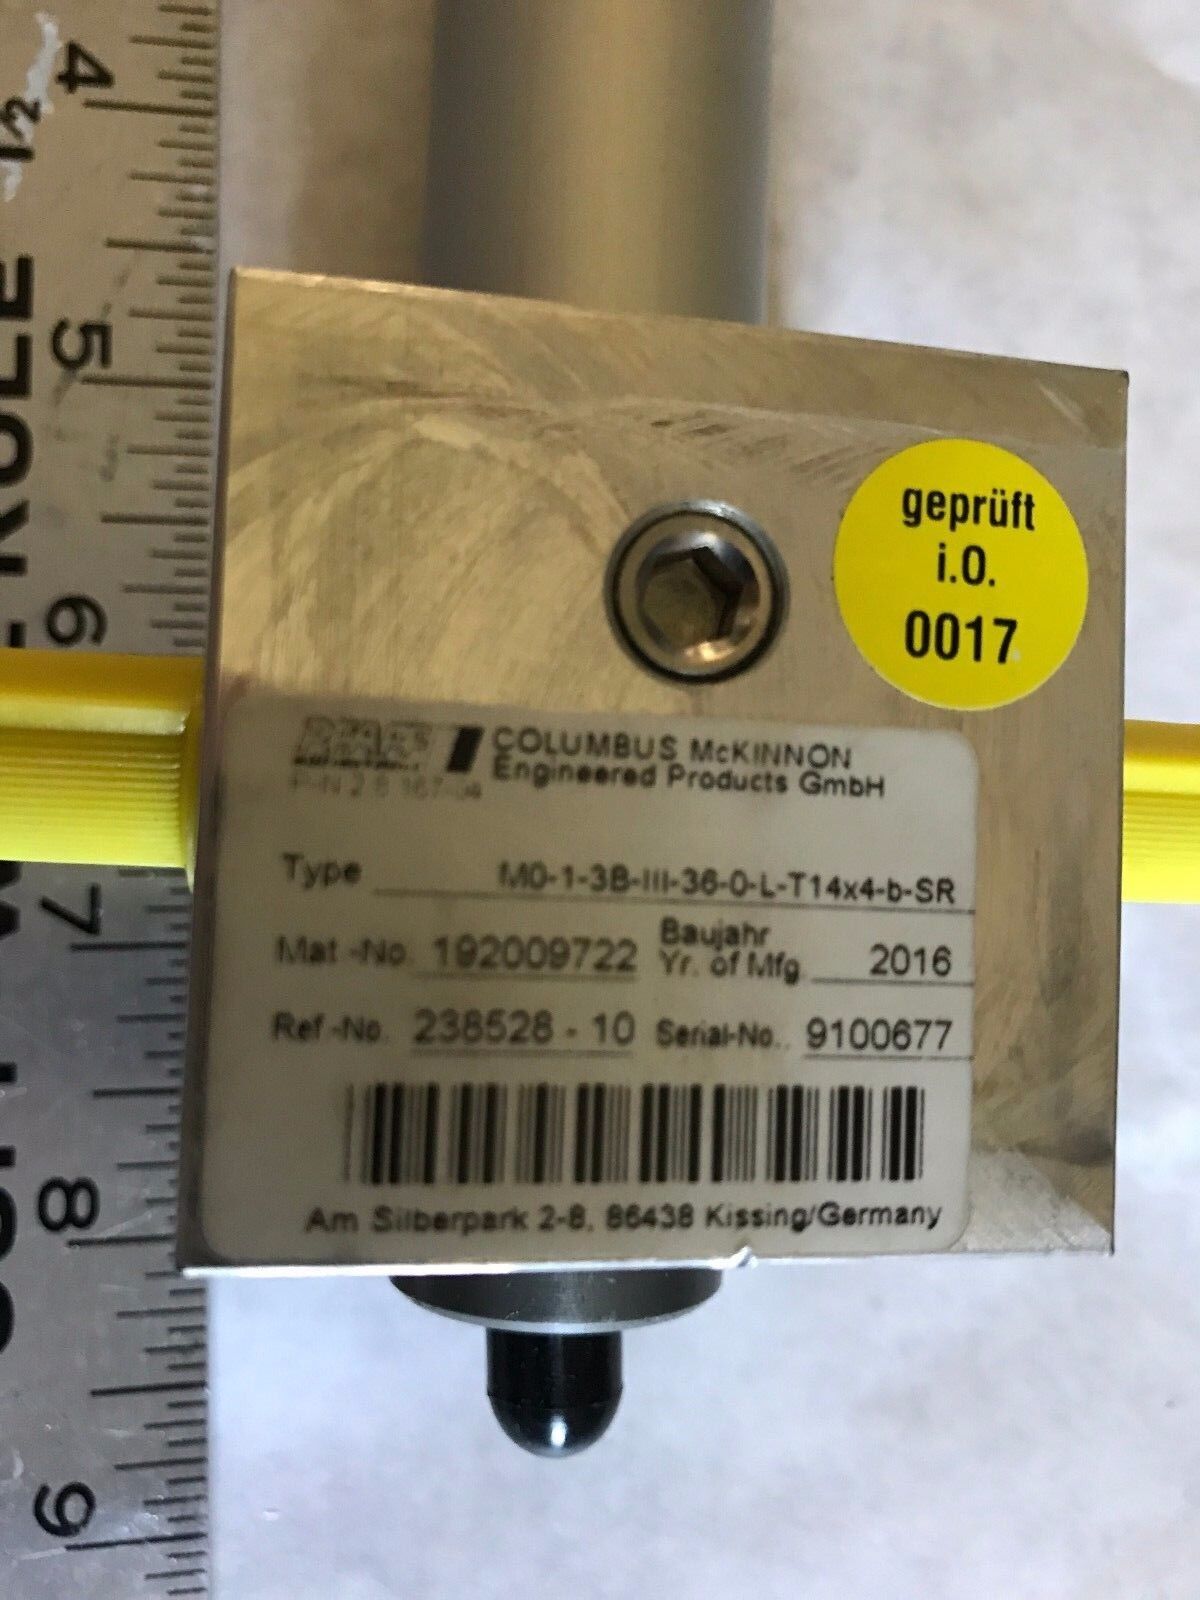 4
1/2
5
6
7
8
9
geprüft
i.O.
0017
COLUMBUS McKINNON
Engineered Products GmbH
Type M0-1-3B-III-36-0-L-T14x4-b-SR
Mat.-No. 192009722 Baujahr
Yr. of Mfg. 2016
Ref.-No. 238528 - 10 Serial-No.. 9100677
Am Silberpark 2-8, 86438 Kissing/Germany